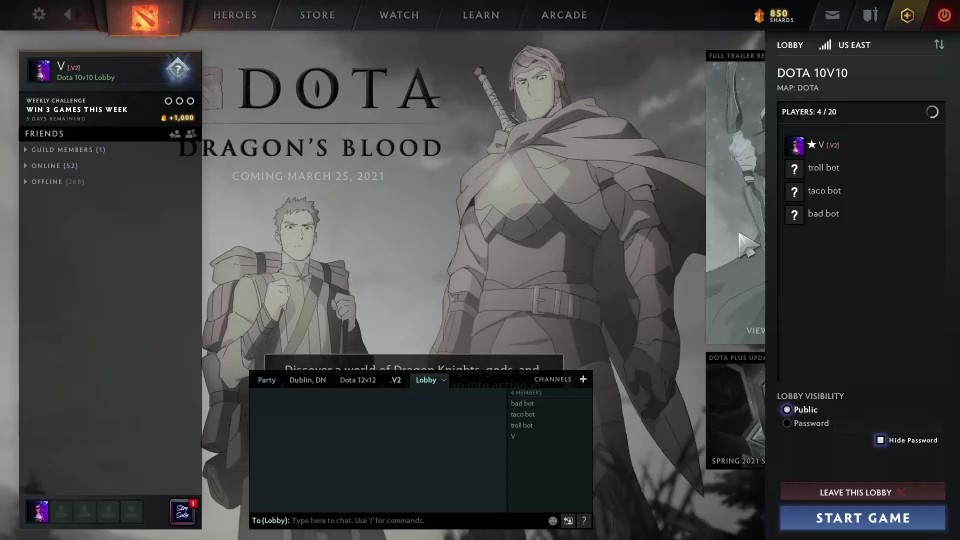 HEROES
STORE
WATCH
LEARN
ARCADE
850
SHARDS
V [.V2]
Dota 10v10 Lobby
WEEKLY CHALLENGE
WIN 3 GAMES THIS WEEK
5 DAYS REMAINING
+1,000
FRIENDS
GUILD MEMBERS (1)
ONLINE (52)
OFFLINE (268)
DOTA
DRAGON'S BLOOD
COMING MARCH 25, 2021
Discover a world of Dragon Knights, gods, and
an into action in
FULL TRAILER RE
VIEW
DOTA PLUS UPDA
SPRING 2021 S
Party
Dublin, DN
Dota 12v12
.V2
Lobby
CHANNELS
4 MEMBERS
bad bot
taco bot
troll bot
V
To (Lobby): Type here to chat. Use '/' for commands.
?
LOBBY
US EAST
DOTA 10V10
MAP: DOTA
PLAYERS: 4 / 20
★ V [.V2]
? troll bot
? taco bot
? bad bot
LOBBY VISIBILITY
Public
Password
Hide Password
LEAVE THIS LOBBY X
START GAME